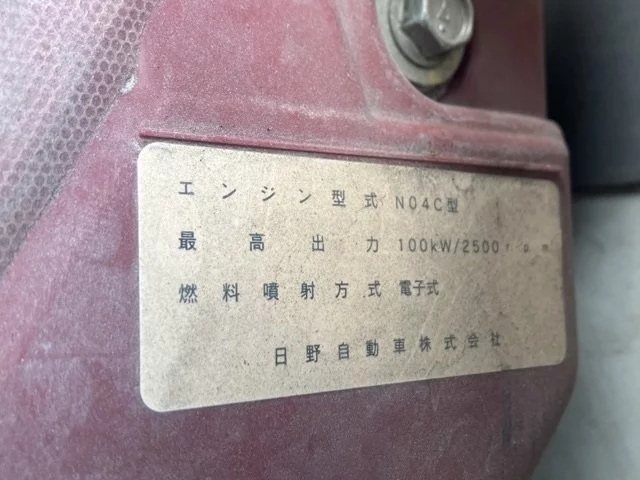 エンジン型式 N04C型
最高出力 100kW/2500rpm
燃料噴射方式 電子式
日野自動車株式会社